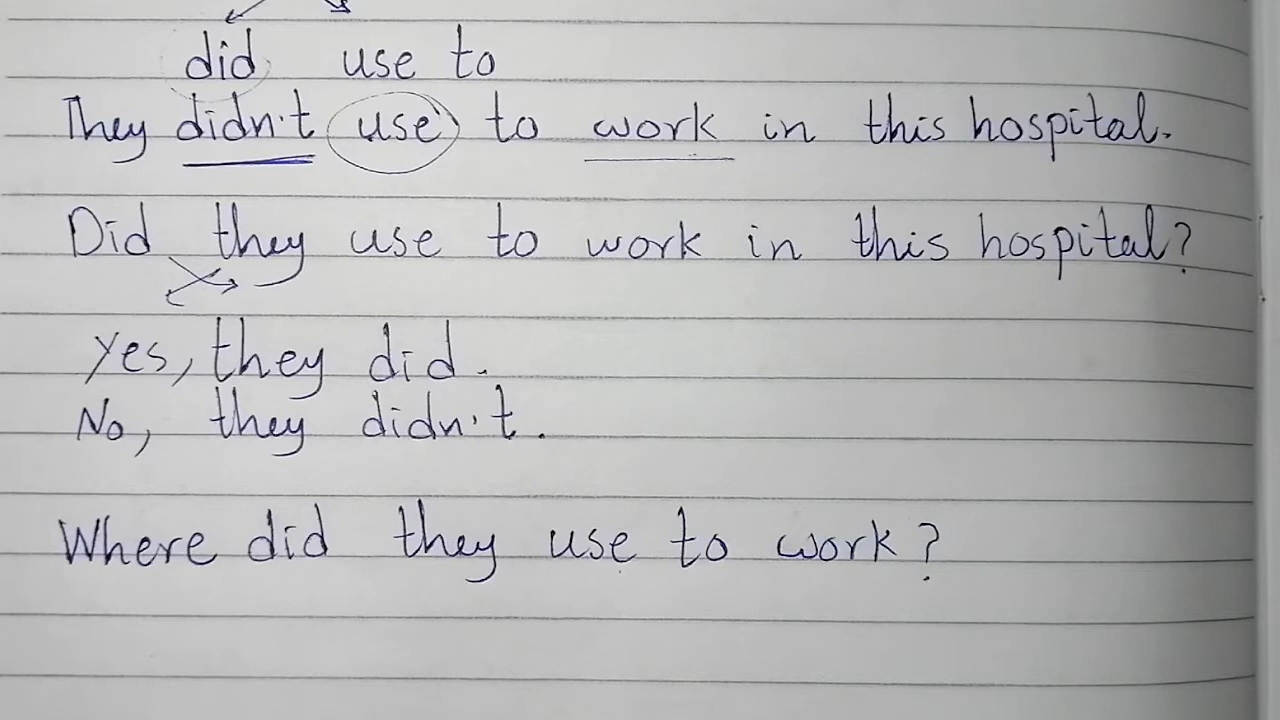 did use to
They didn't use to work in this hospital.
Did they use to work in this hospital?
Yes, they did.
No, they didn't.
Where did they use to work?